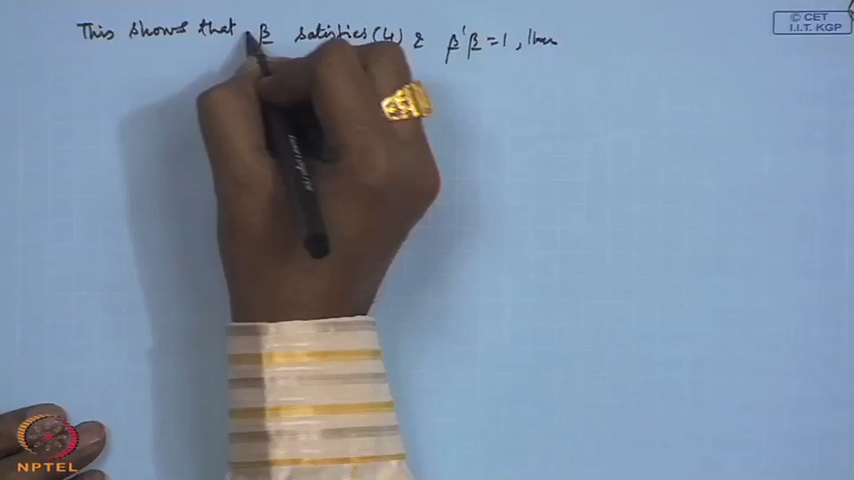 This shows that β satisfies (4) & β'β = 1, then
© CET
I.I.T. KGP
NPTEL